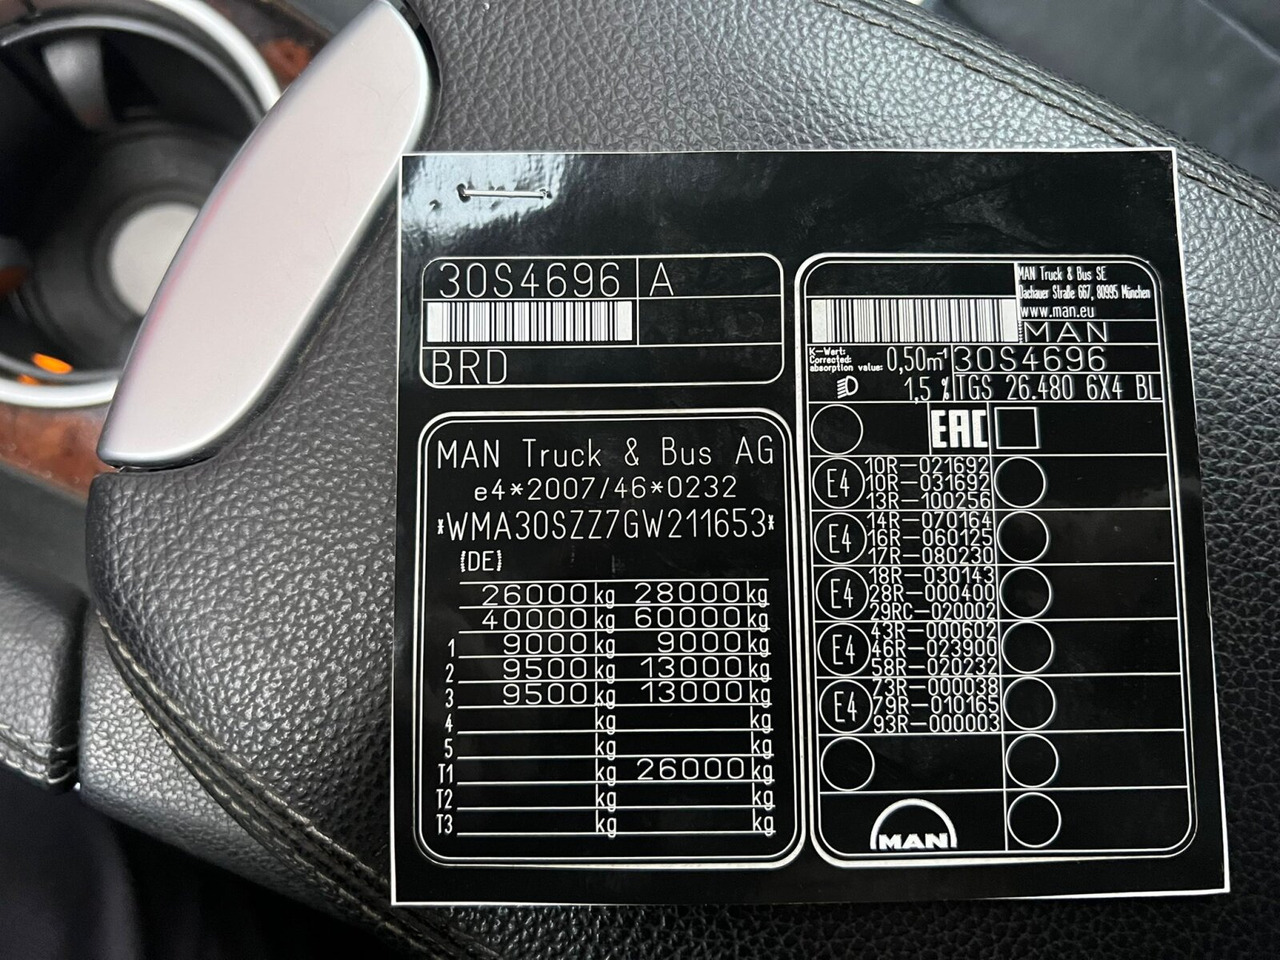 30S4696 A
BRD
MAN Truck & Bus AG
e4*2007/46*0232
*WMA30SZZ7GW211653*
(DE)
26000 kg 28000 kg
40000 kg 60000 kg
1 9000 kg 9000 kg
2 9500 kg 13000 kg
3 9500 kg 13000 kg
4 kg kg
5 kg kg
T1 kg 26000 kg
T2 kg kg
T3 kg kg
MAN Truck & Bus SE
Dachauer Straße 667, 80995 München
www.man.eu
MAN
K-Wert:
Corrected
absorption value: 0,50m⁻¹ 30S4696
1,5 % TGS 26.480 6X4 BL
EAC
E4 10R-021692
10R-031692
13R-100256
E4 14R-070164
16R-060125
17R-080230
E4 18R-030143
28R-000400
29RC-020002
E4 43R-000602
46R-023900
58R-020232
E4 73R-000038
79R-010165
93R-000003
MAN